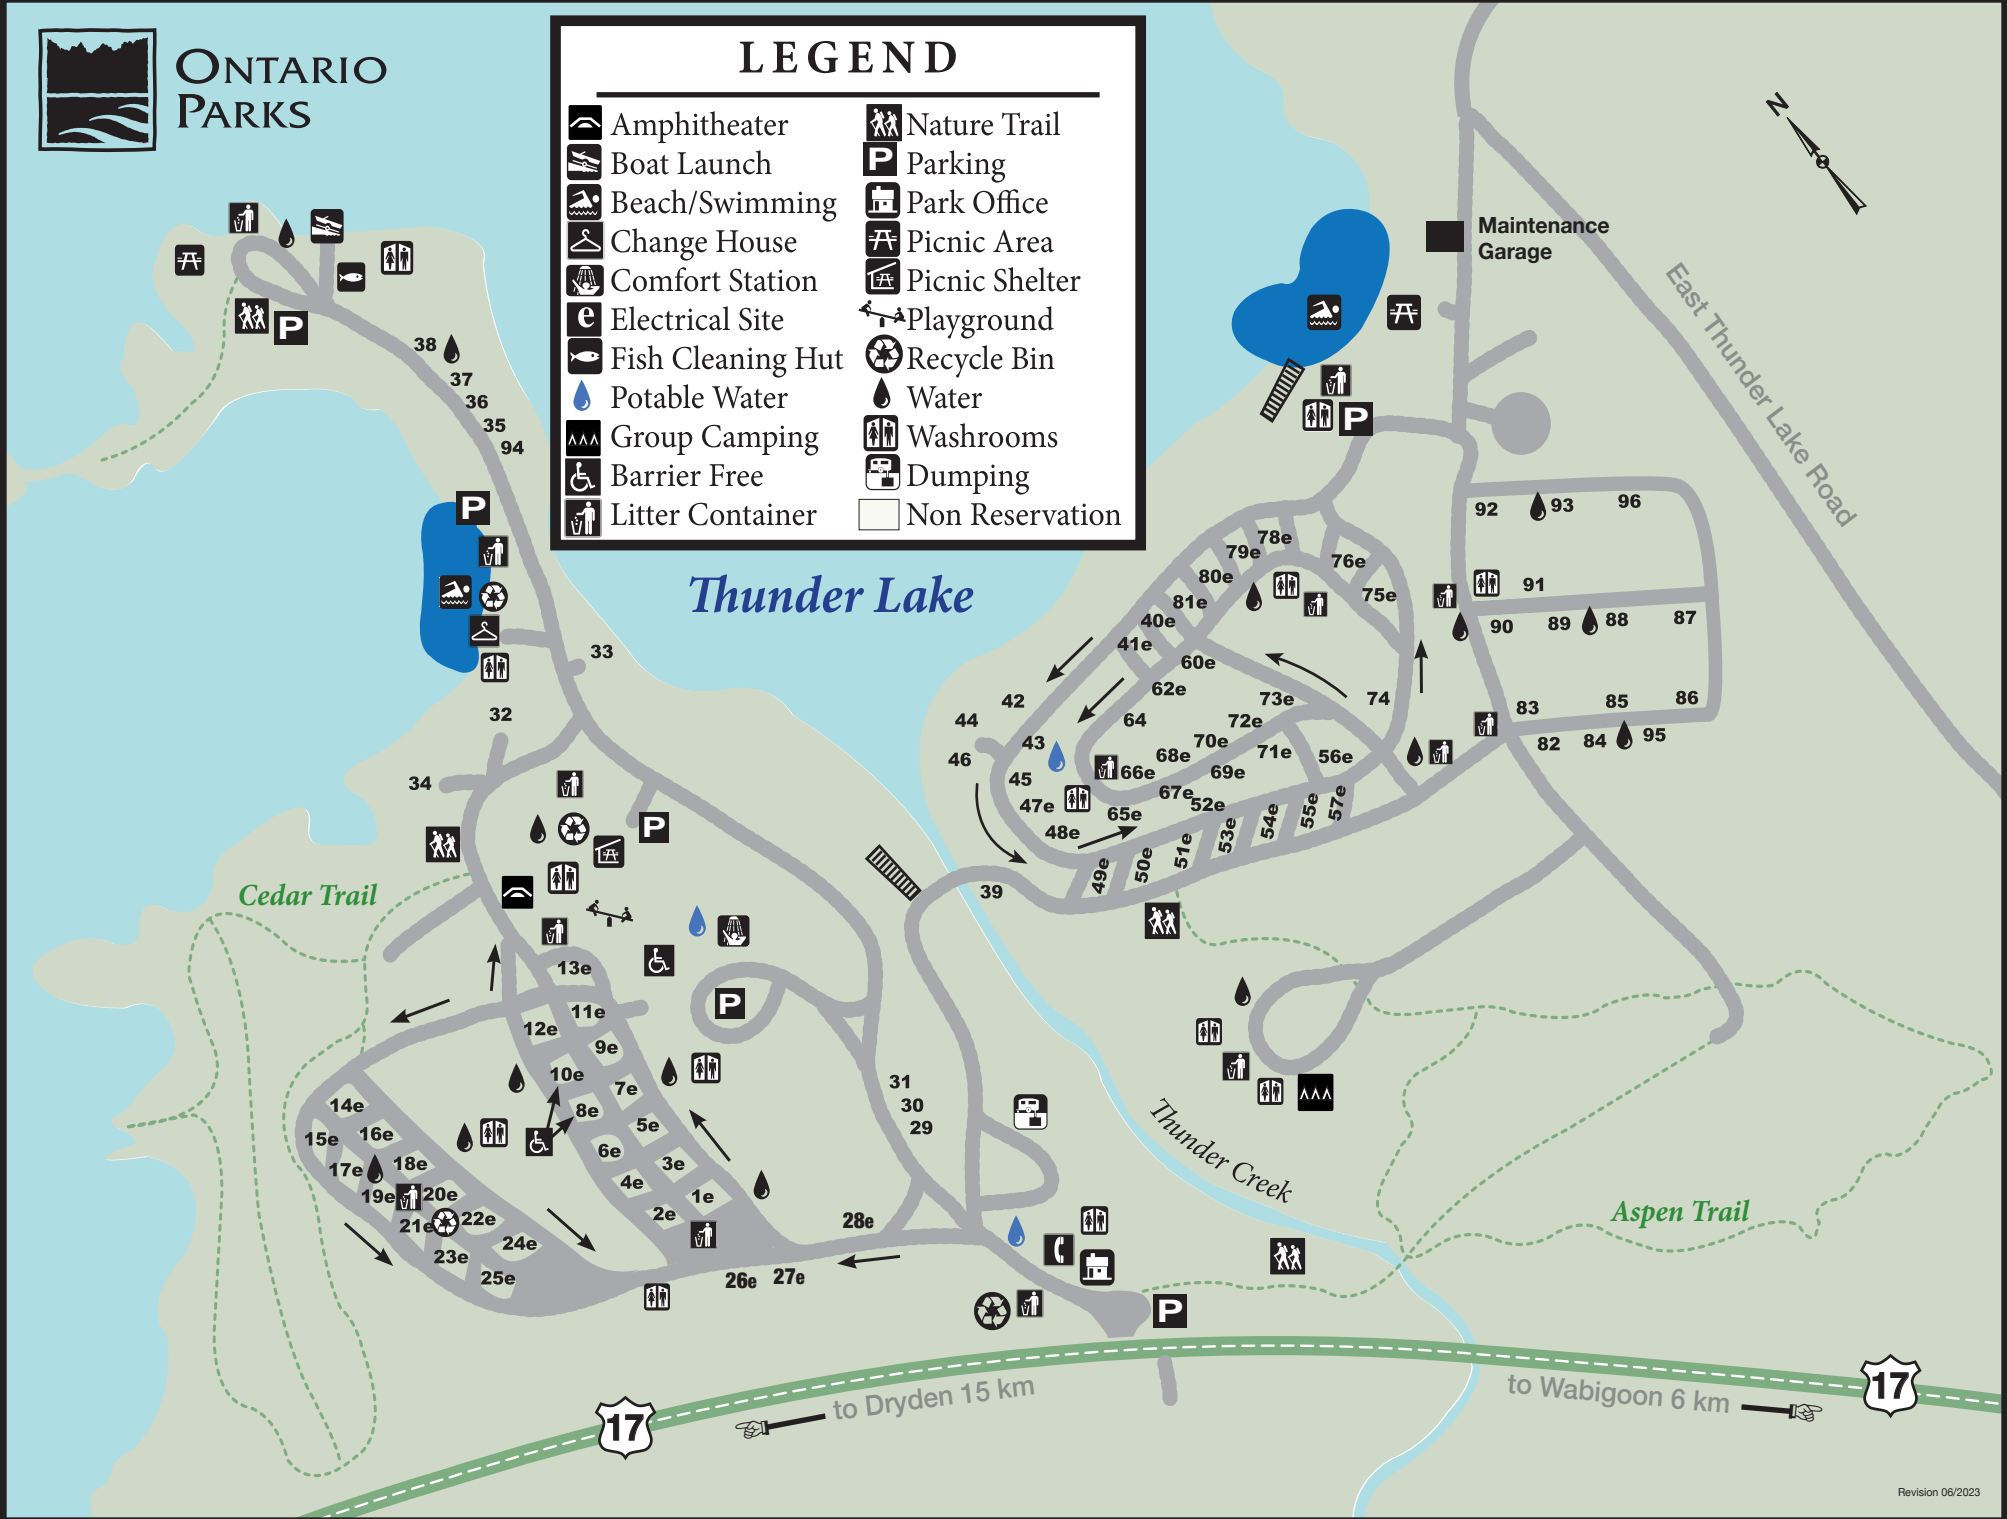 ONTARIO
PARKS
LEGEND
Amphitheater
Boat Launch
Beach/Swimming
Change House
Comfort Station
e Electrical Site
Fish Cleaning Hut
Potable Water
Group Camping
Barrier Free
Litter Container
Nature Trail
P Parking
Park Office
Picnic Area
Picnic Shelter
Playground
Recycle Bin
Water
Washrooms
Dumping
Non Reservation
N
Maintenance
Garage
East Thunder Lake Road
Thunder Lake
P
38
37
36
35
94
P
33
32
34
P
Cedar Trail
P
13e
11e
12e
9e
10e
7e
8e
5e
6e
3e
4e
1e
2e
14e
15e
16e
17e
18e
19e
20e
21e
22e
23e
24e
25e
26e
27e
28e
31
30
29
P
92
93
96
91
90
89
88
87
83
85
86
82
84
95
78e
79e
76e
80e
75e
81e
40e
41e
60e
62e
73e
74
42
44
64
72e
43
70e
46
68e
71e
56e
45
66e
69e
47e
67e
52e
65e
48e
57e
55e
54e
53e
51e
50e
49e
39
Thunder Creek
Aspen Trail
P
17
to Dryden 15 km
to Wabigoon 6 km
17
Revision 06/2023